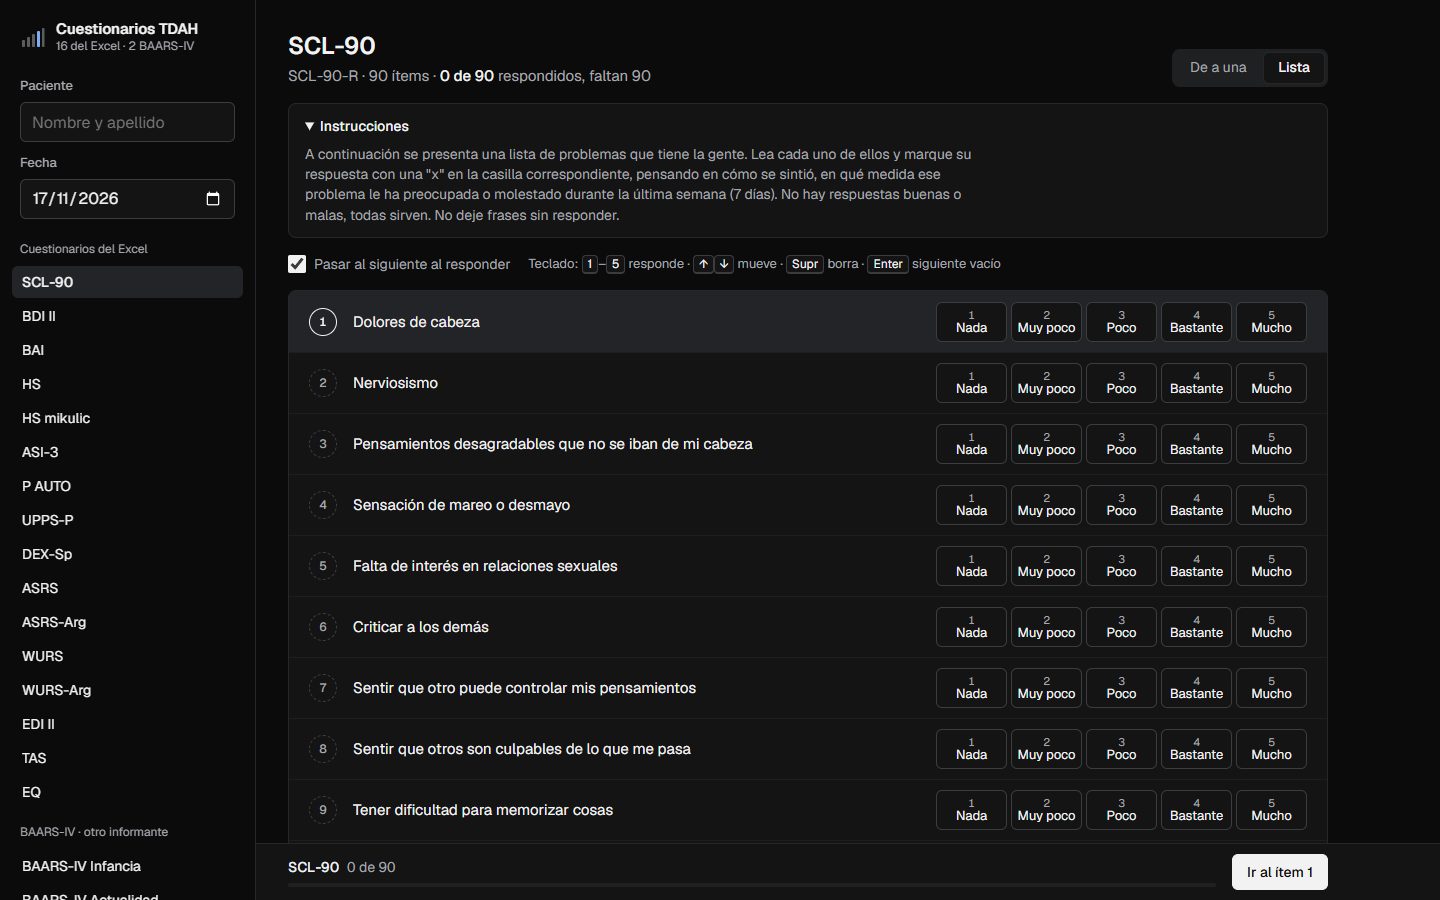 Cuestionarios TDAH
16 del Excel · 2 BAARS-IV
Paciente
Nombre y apellido
Fecha
17/11/2026
Cuestionarios del Excel
SCL-90
BDI II
BAI
HS
HS mikulic
ASI-3
P AUTO
UPPS-P
DEX-Sp
ASRS
ASRS-Arg
WURS
WURS-Arg
EDI II
TAS
EQ
BAARS-IV · otro informante
BAARS-IV Infancia
BAARS-IV Actualidad
SCL-90
SCL-90-R · 90 ítems · 0 de 90 respondidos, faltan 90
De a una
Lista
▼ Instrucciones
A continuación se presenta una lista de problemas que tiene la gente. Lea cada uno de ellos y marque su
respuesta con una "x" en la casilla correspondiente, pensando en cómo se sintió, en qué medida ese
problema le ha preocupada o molestado durante la última semana (7 días). No hay respuestas buenas o
malas, todas sirven. No deje frases sin responder.
Pasar al siguiente al responder Teclado: 1–5 responde · ↑ ↓ mueve · Supr borra · Enter siguiente vacío
1 Dolores de cabeza
1 2 3 4 5
Nada Muy poco Poco Bastante Mucho
2 Nerviosismo
1 2 3 4 5
Nada Muy poco Poco Bastante Mucho
3 Pensamientos desagradables que no se iban de mi cabeza
1 2 3 4 5
Nada Muy poco Poco Bastante Mucho
4 Sensación de mareo o desmayo
1 2 3 4 5
Nada Muy poco Poco Bastante Mucho
5 Falta de interés en relaciones sexuales
1 2 3 4 5
Nada Muy poco Poco Bastante Mucho
6 Criticar a los demás
1 2 3 4 5
Nada Muy poco Poco Bastante Mucho
7 Sentir que otro puede controlar mis pensamientos
1 2 3 4 5
Nada Muy poco Poco Bastante Mucho
8 Sentir que otros son culpables de lo que me pasa
1 2 3 4 5
Nada Muy poco Poco Bastante Mucho
9 Tener dificultad para memorizar cosas
1 2 3 4 5
Nada Muy poco Poco Bastante Mucho
SCL-90 0 de 90
Ir al ítem 1